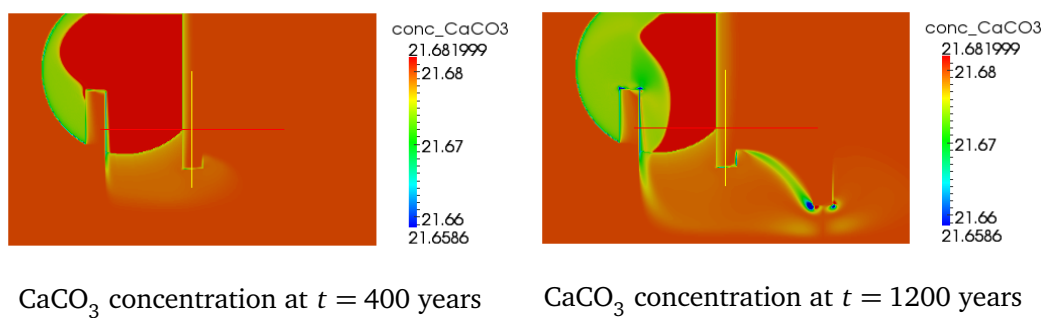 conc_CaCO3
21.681999
21.68
21.67
21.66
21.6586
conc_CaCO3
21.681999
21.68
21.67
21.66
21.6586
CaCO₃ concentration at t = 400 years
CaCO₃ concentration at t = 1200 years